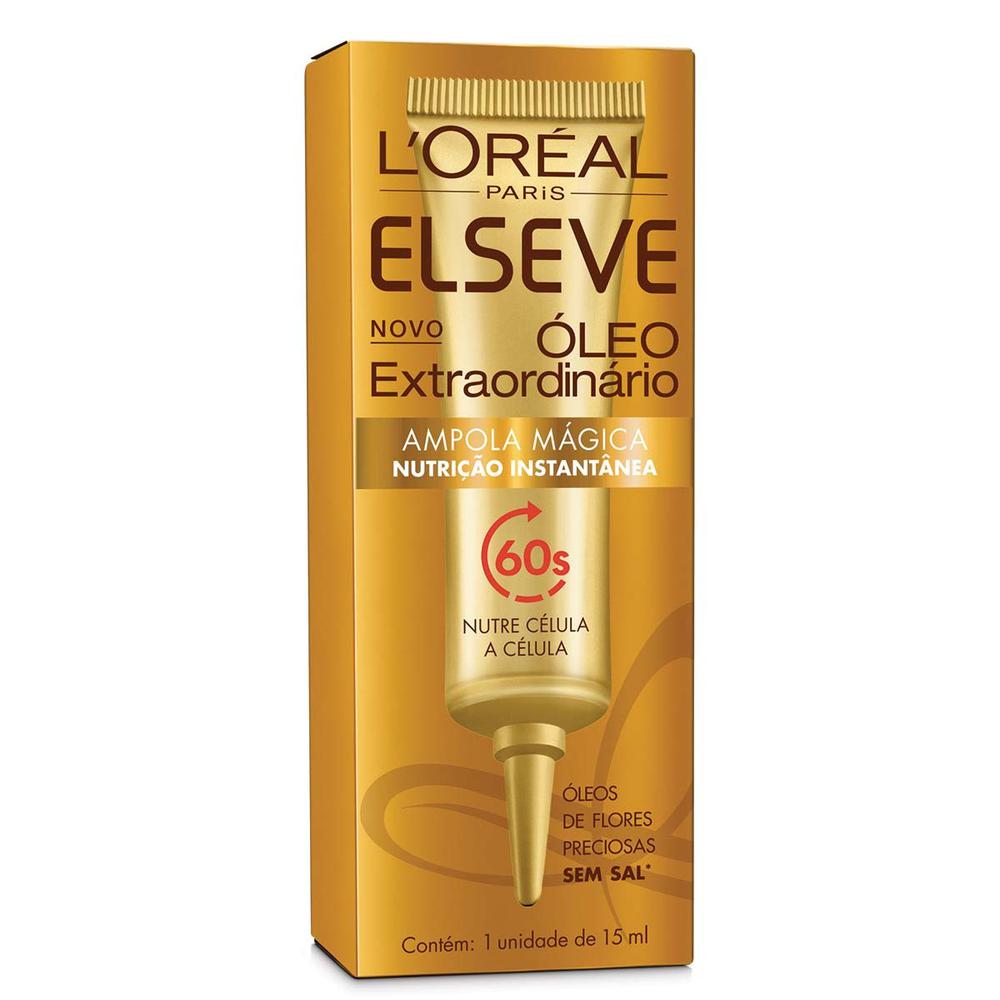 L'ORÉAL
PARiS
ELSEVE
NOVO
ÓLEO
Extraordinário
AMPOLA MÁGICA
NUTRIÇÃO INSTANTÂNEA
60s
NUTRE CÉLULA
A CÉLULA
ÓLEOS
DE FLORES
PRECIOSAS
SEM SAL*
Contém: 1 unidade de 15 ml